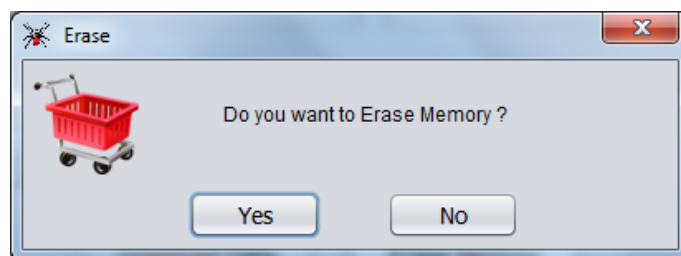 Erase
Do you want to Erase Memory ?
Yes
No